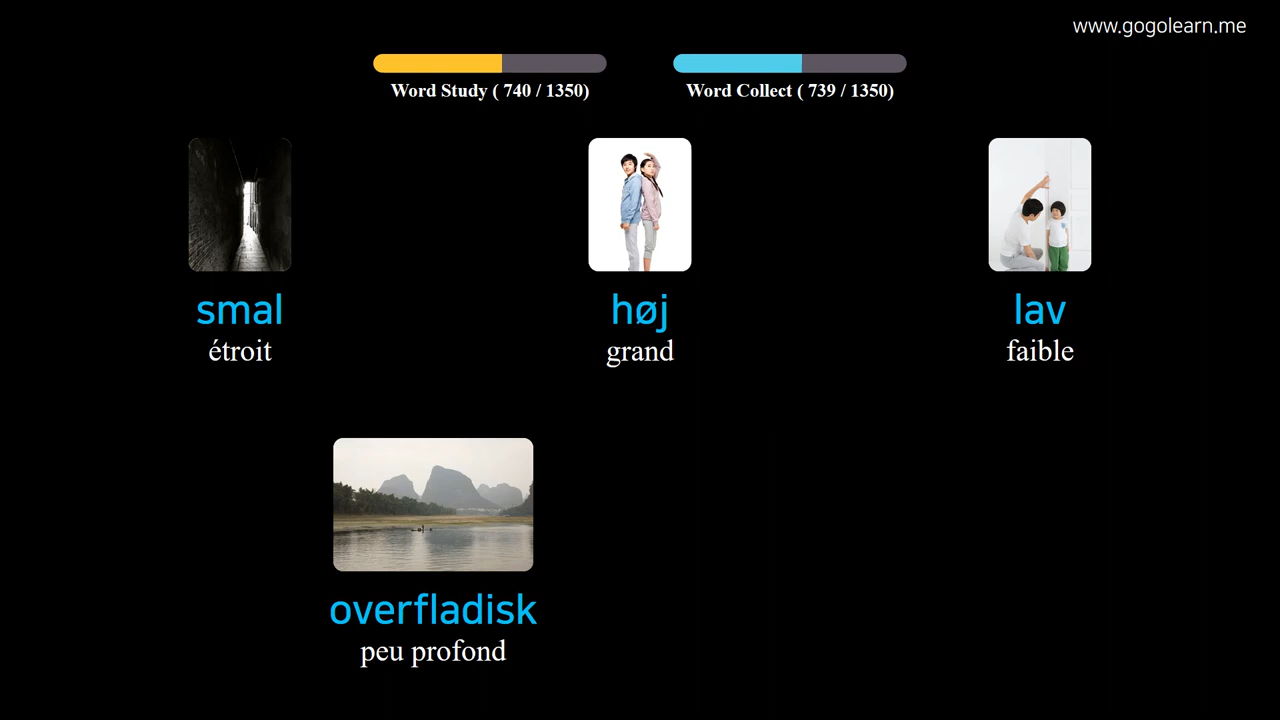 www.gogolearn.me
Word Study ( 740 / 1350)
Word Collect ( 739 / 1350)
smal
étroit
høj
grand
lav
faible
overfladisk
peu profond